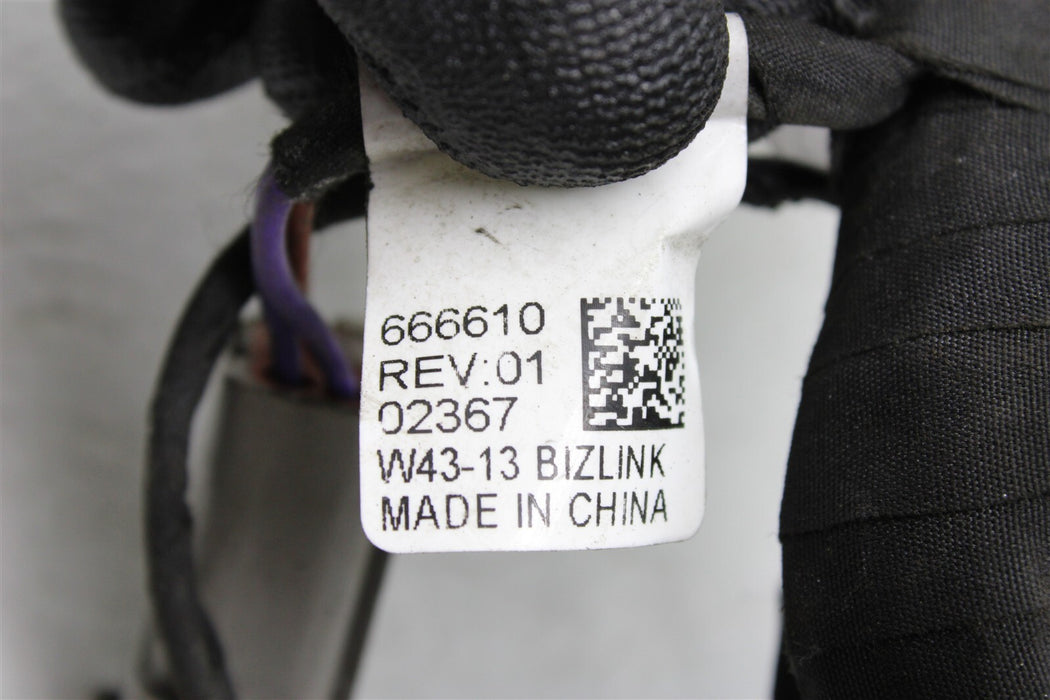 666610
REV:01
02367
W43-13 BIZLINK
MADE IN CHINA